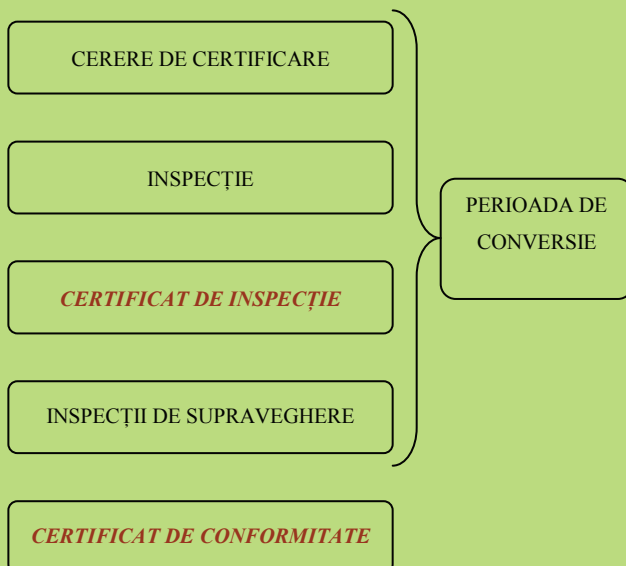 CERERE DE CERTIFICARE
INSPECȚIE
PERIOADA DE
CONVERSIE
CERTIFICAT DE INSPECȚIE
INSPECȚII DE SUPRAVEGHERE
CERTIFICAT DE CONFORMITATE